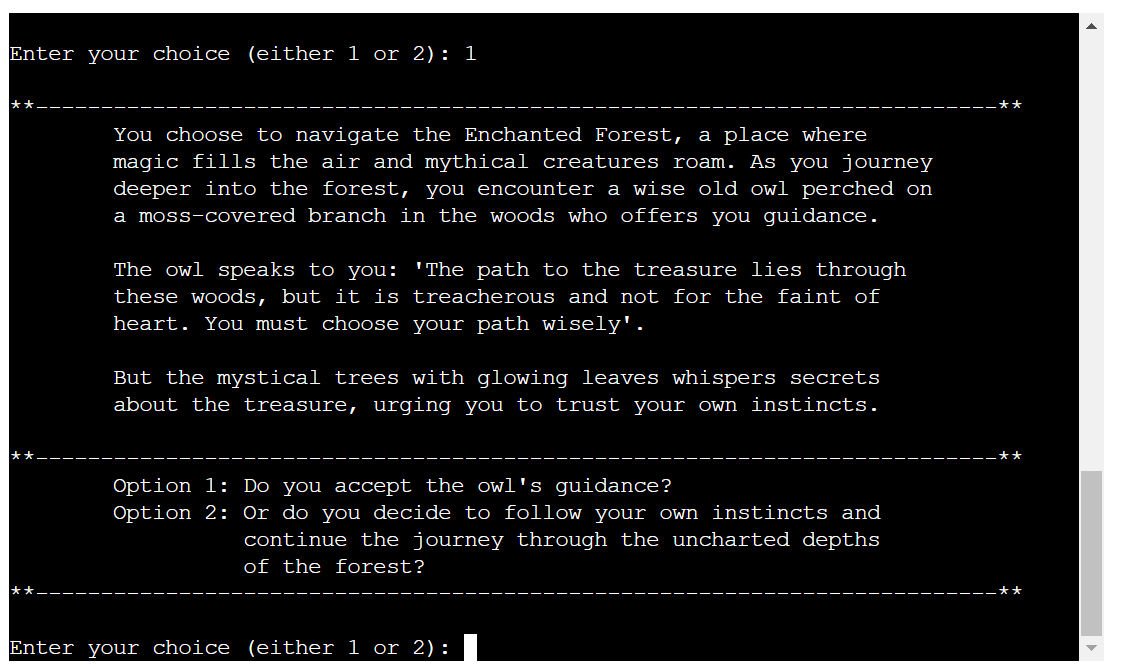 Enter your choice (either 1 or 2): 1
**--------------------------------------------------------------------------**
You choose to navigate the Enchanted Forest, a place where
magic fills the air and mythical creatures roam. As you journey
deeper into the forest, you encounter a wise old owl perched on
a moss-covered branch in the woods who offers you guidance.
The owl speaks to you: 'The path to the treasure lies through
these woods, but it is treacherous and not for the faint of
heart. You must choose your path wisely'.
But the mystical trees with glowing leaves whispers secrets
about the treasure, urging you to trust your own instincts.
**--------------------------------------------------------------------------**
Option 1: Do you accept the owl's guidance?
Option 2: Or do you decide to follow your own instincts and
continue the journey through the uncharted depths
of the forest?
**--------------------------------------------------------------------------**
Enter your choice (either 1 or 2):